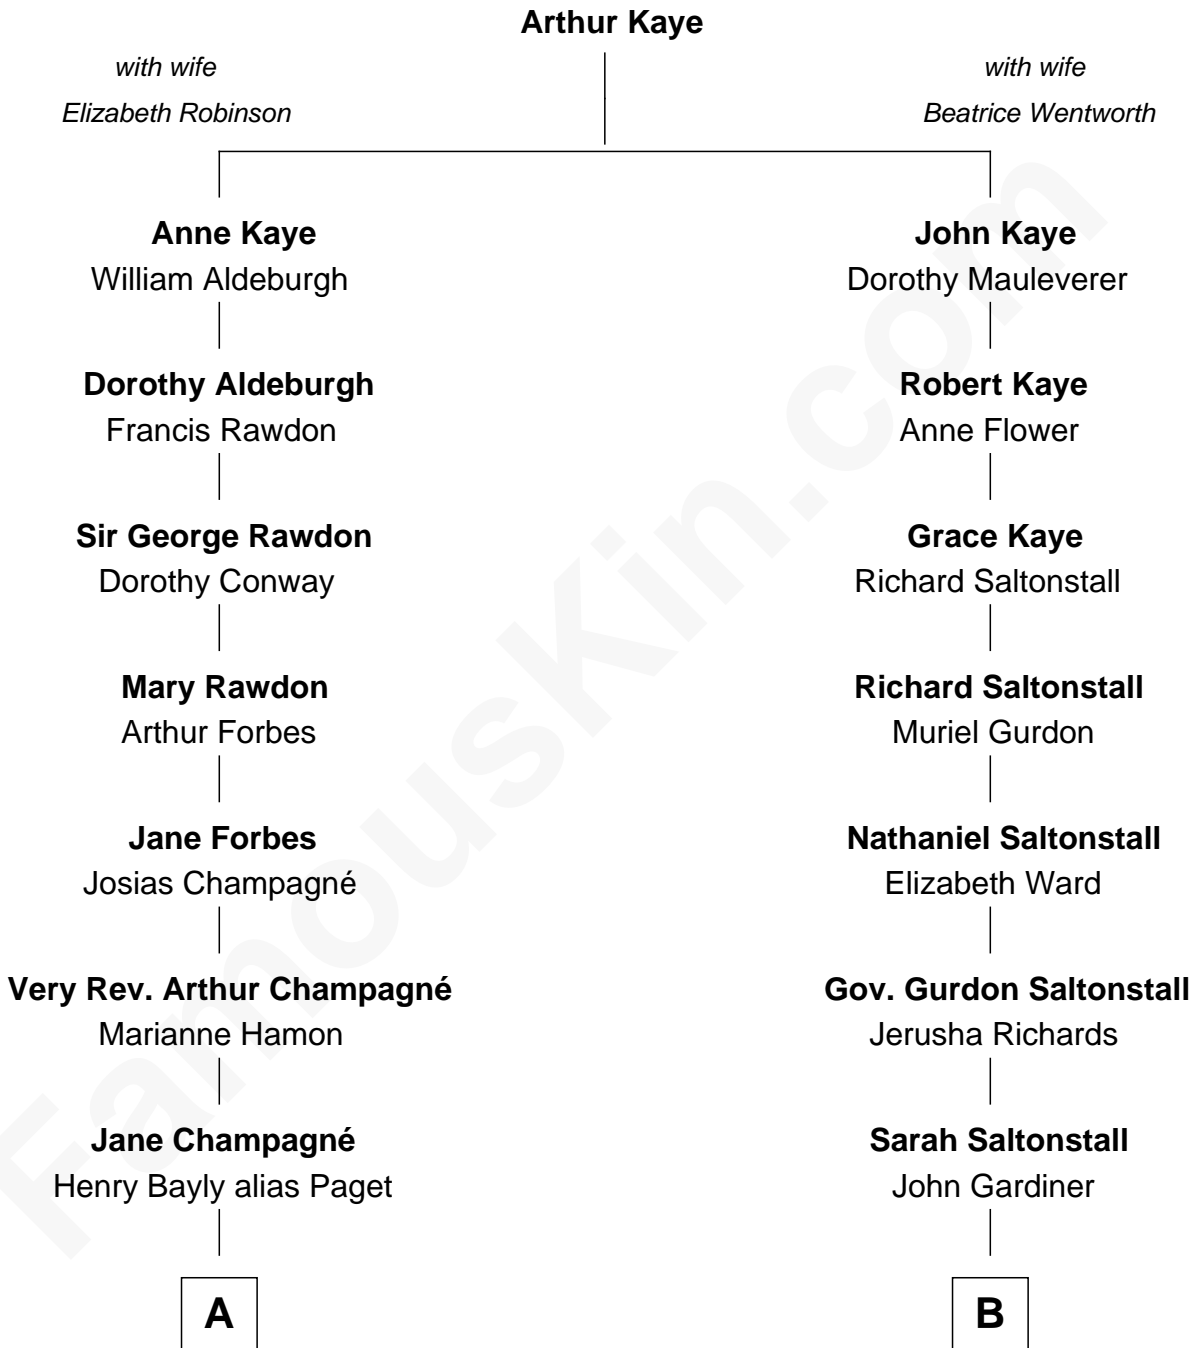 Arthur Kaye
with wife
Elizabeth Robinson
with wife
Beatrice Wentworth
Anne Kaye
William Aldeburgh
John Kaye
Dorothy Mauleverer
Dorothy Aldeburgh
Francis Rawdon
Robert Kaye
Anne Flower
Sir George Rawdon
Dorothy Conway
Grace Kaye
Richard Saltonstall
Mary Rawdon
Arthur Forbes
Richard Saltonstall
Muriel Gurdon
Jane Forbes
Josias Champagné
Nathaniel Saltonstall
Elizabeth Ward
Very Rev. Arthur Champagné
Marianne Hamon
Gov. Gurdon Saltonstall
Jerusha Richards
Jane Champagné
Henry Bayly alias Paget
Sarah Saltonstall
John Gardiner
A
B
FamousKin.com